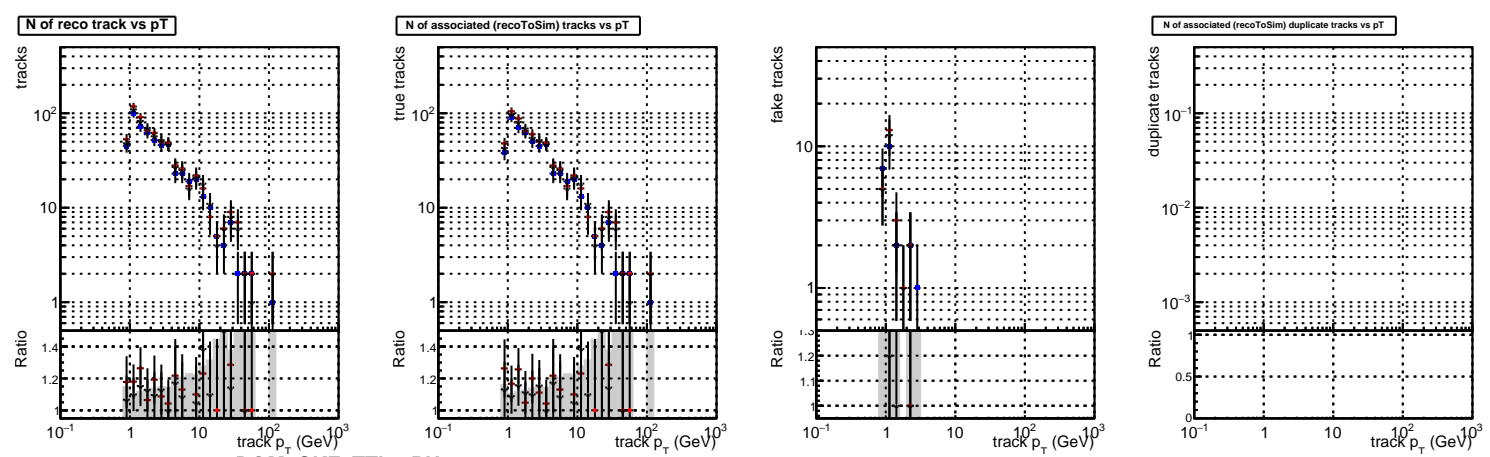 N of reco track vs pT
tracks
10²
10
1
Ratio
1.4
1.2
1
10⁻¹ 1 10 10² 10³
track p_T (GeV)
N of associated (recoToSim) tracks vs pT
true tracks
10²
10
1
Ratio
1.4
1.2
1
10⁻¹ 1 10 10² 10³
track p_T (GeV)
fake tracks
10
1
Ratio
1.3
1.2
1.1
1
10⁻¹ 1 10 10² 10³
track p_T (GeV)
N of associated (recoToSim) duplicate tracks vs pT
duplicate tracks
10⁻¹
10⁻²
10⁻³
Ratio
1
0.5
0
10⁻¹ 1 10 10² 10³
track p_T (GeV)